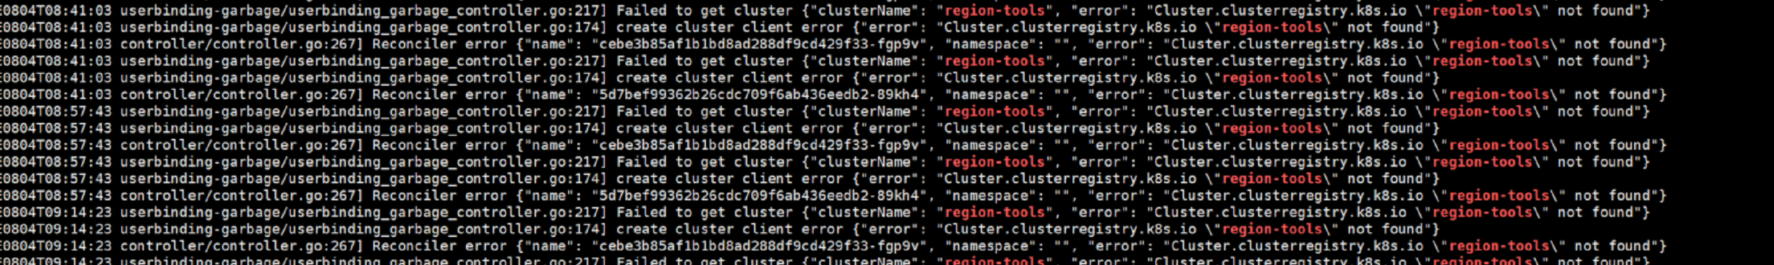 E0804T08:41:03 userbinding-garbage/userbinding_garbage_controller.go:217] Failed to get cluster {"clusterName": "region-tools", "error": "Cluster.clusterregistry.k8s.io \"region-tools\" not found"}
E0804T08:41:03 userbinding-garbage/userbinding_garbage_controller.go:174] create cluster client error {"error": "Cluster.clusterregistry.k8s.io \"region-tools\" not found"}
E0804T08:41:03 controller/controller.go:267] Reconciler error {"name": "cebe3b85af1b1bd8ad288df9cd429f33-fgp9v", "namespace": "", "error": "Cluster.clusterregistry.k8s.io \"region-tools\" not found"}
E0804T08:41:03 userbinding-garbage/userbinding_garbage_controller.go:217] Failed to get cluster {"clusterName": "region-tools", "error": "Cluster.clusterregistry.k8s.io \"region-tools\" not found"}
E0804T08:41:03 userbinding-garbage/userbinding_garbage_controller.go:174] create cluster client error {"error": "Cluster.clusterregistry.k8s.io \"region-tools\" not found"}
E0804T08:41:03 controller/controller.go:267] Reconciler error {"name": "5d7bef99362b26cdc709f6ab436eedb2-89kh4", "namespace": "", "error": "Cluster.clusterregistry.k8s.io \"region-tools\" not found"}
E0804T08:57:43 userbinding-garbage/userbinding_garbage_controller.go:217] Failed to get cluster {"clusterName": "region-tools", "error": "Cluster.clusterregistry.k8s.io \"region-tools\" not found"}
E0804T08:57:43 userbinding-garbage/userbinding_garbage_controller.go:174] create cluster client error {"error": "Cluster.clusterregistry.k8s.io \"region-tools\" not found"}
E0804T08:57:43 controller/controller.go:267] Reconciler error {"name": "cebe3b85af1b1bd8ad288df9cd429f33-fgp9v", "namespace": "", "error": "Cluster.clusterregistry.k8s.io \"region-tools\" not found"}
E0804T08:57:43 userbinding-garbage/userbinding_garbage_controller.go:217] Failed to get cluster {"clusterName": "region-tools", "error": "Cluster.clusterregistry.k8s.io \"region-tools\" not found"}
E0804T08:57:43 userbinding-garbage/userbinding_garbage_controller.go:174] create cluster client error {"error": "Cluster.clusterregistry.k8s.io \"region-tools\" not found"}
E0804T08:57:43 controller/controller.go:267] Reconciler error {"name": "5d7bef99362b26cdc709f6ab436eedb2-89kh4", "namespace": "", "error": "Cluster.clusterregistry.k8s.io \"region-tools\" not found"}
E0804T09:14:23 userbinding-garbage/userbinding_garbage_controller.go:217] Failed to get cluster {"clusterName": "region-tools", "error": "Cluster.clusterregistry.k8s.io \"region-tools\" not found"}
E0804T09:14:23 userbinding-garbage/userbinding_garbage_controller.go:174] create cluster client error {"error": "Cluster.clusterregistry.k8s.io \"region-tools\" not found"}
E0804T09:14:23 controller/controller.go:267] Reconciler error {"name": "cebe3b85af1b1bd8ad288df9cd429f33-fgp9v", "namespace": "", "error": "Cluster.clusterregistry.k8s.io \"region-tools\" not found"}
E0804T09:14:23 userbinding-garbage/userbinding_garbage_controller.go:217] Failed to get cluster {"clusterName": "region-tools", "error": "Cluster.clusterregistry.k8s.io \"region-tools\" not found"}